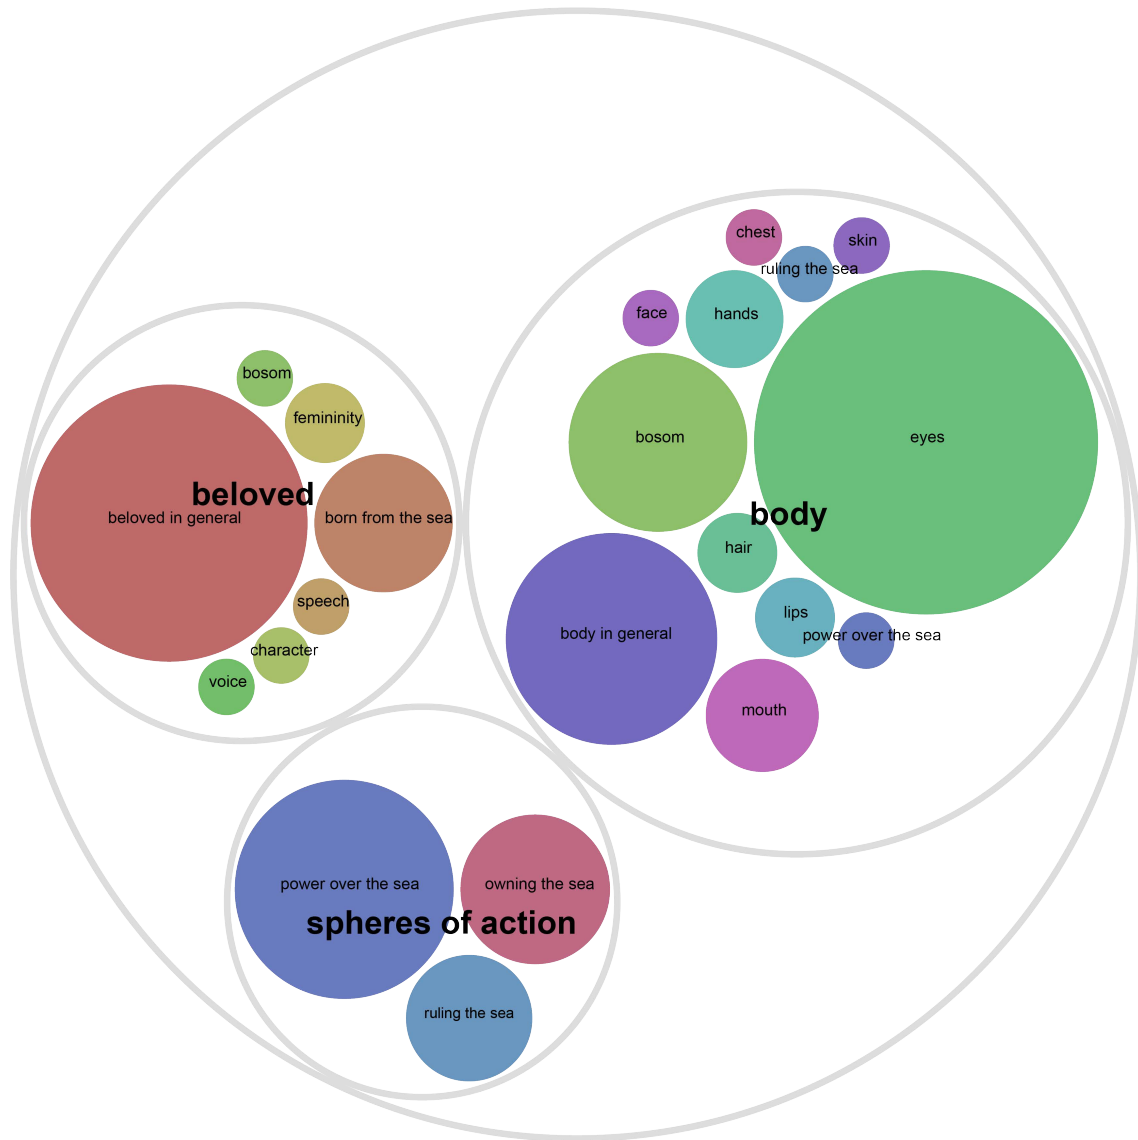 chest
skin
ruling the sea
face
hands
bosom
eyes
body
hair
lips
body in general
power over the sea
mouth
bosom
femininity
beloved
beloved in general
born from the sea
speech
character
voice
power over the sea
owning the sea
spheres of action
ruling the sea